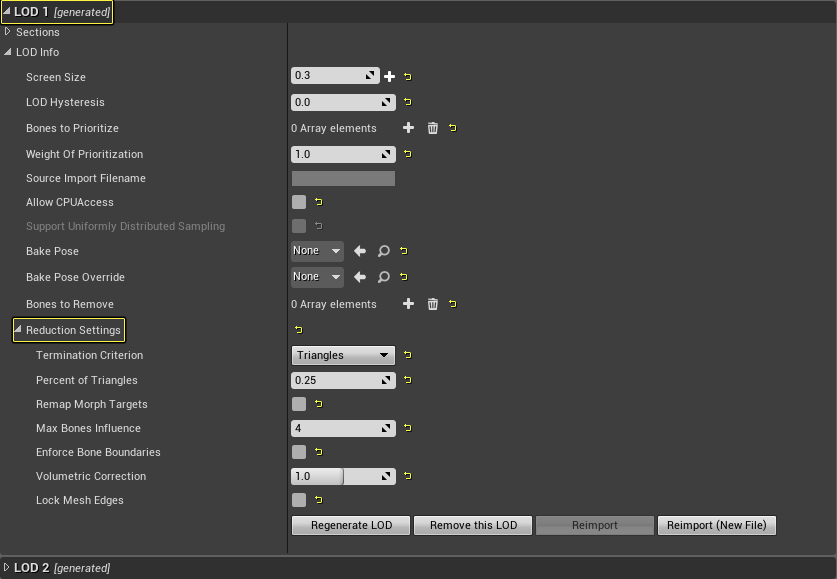 LOD 1 [generated]
Sections
LOD Info
Screen Size 0.3
LOD Hysteresis 0.0
Bones to Prioritize 0 Array elements
Weight Of Prioritization 1.0
Source Import Filename
Allow CPUAccess
Support Uniformly Distributed Sampling
Bake Pose None
Bake Pose Override None
Bones to Remove 0 Array elements
Reduction Settings
Termination Criterion Triangles
Percent of Triangles 0.25
Remap Morph Targets
Max Bones Influence 4
Enforce Bone Boundaries
Volumetric Correction 1.0
Lock Mesh Edges
Regenerate LOD Remove this LOD Reimport Reimport (New File)
LOD 2 [generated]